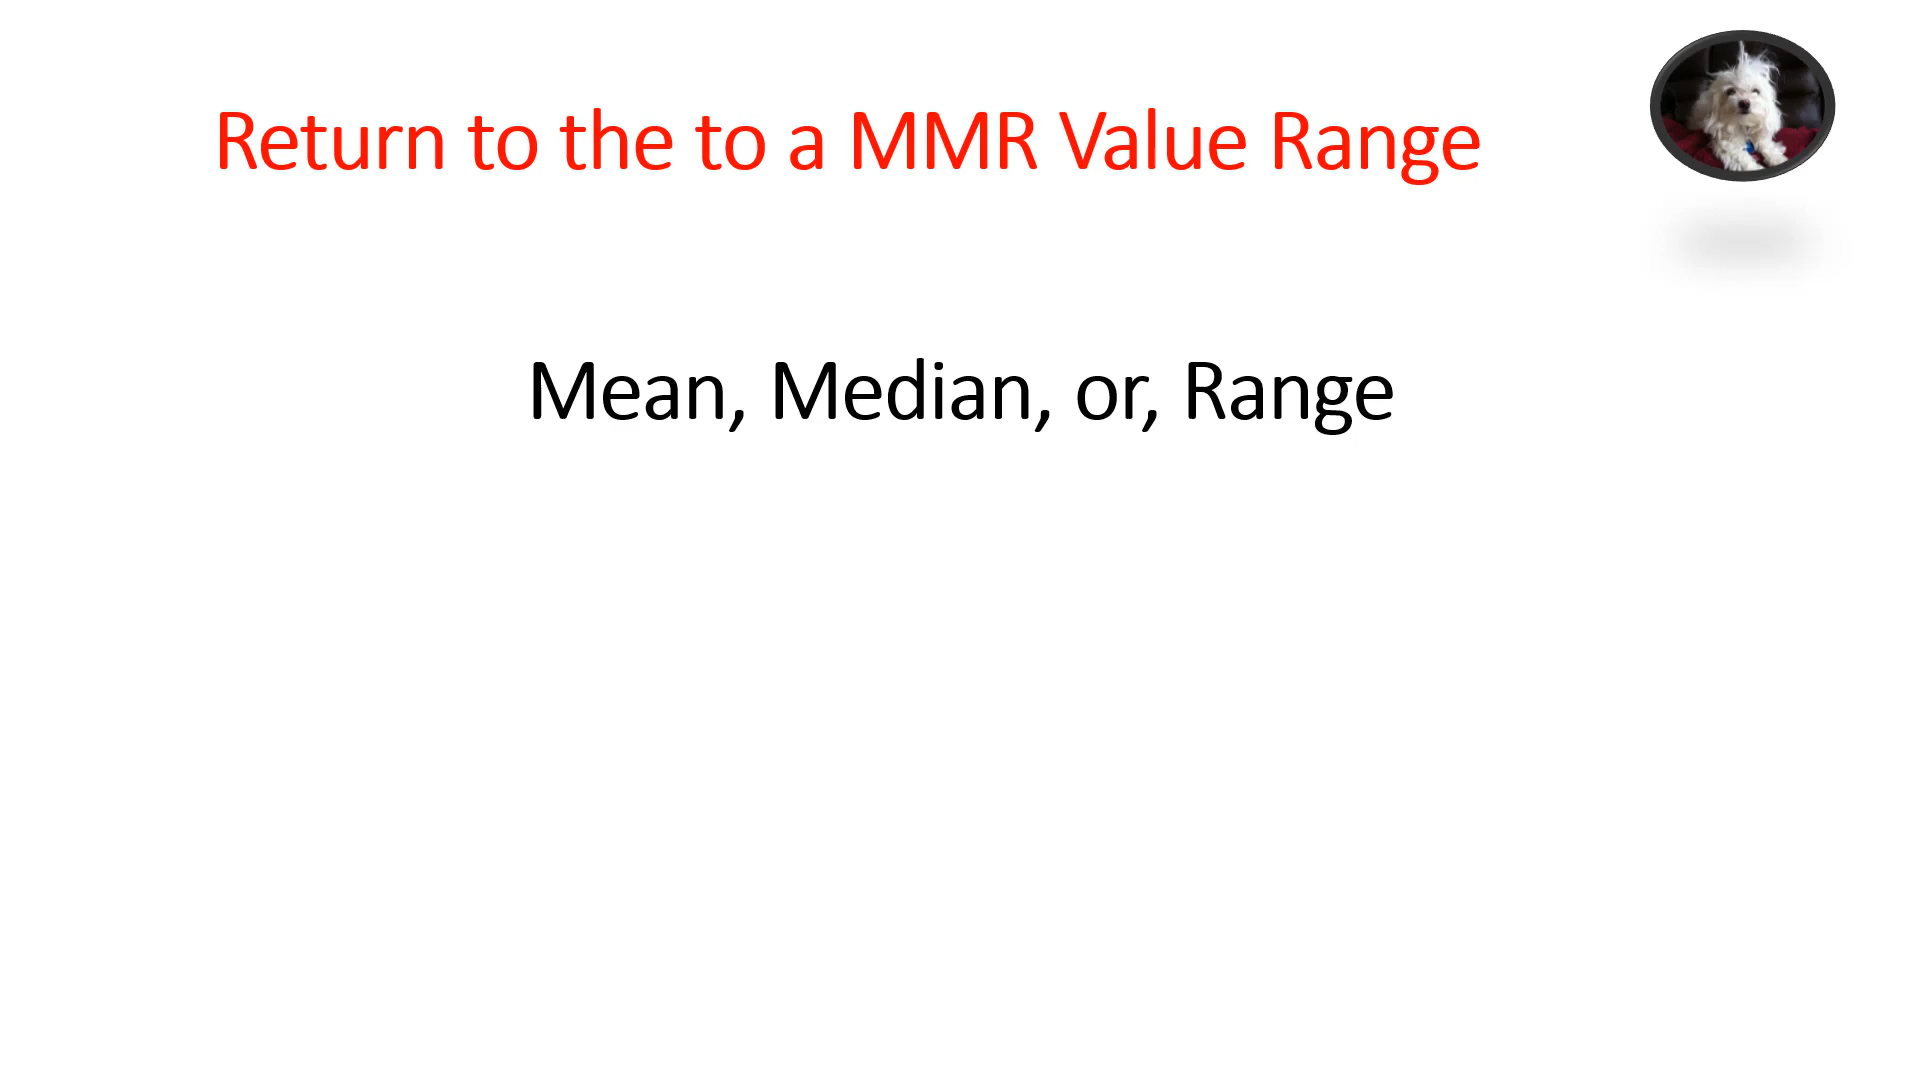 Return to the to a MMR Value Range
Mean, Median, or, Range